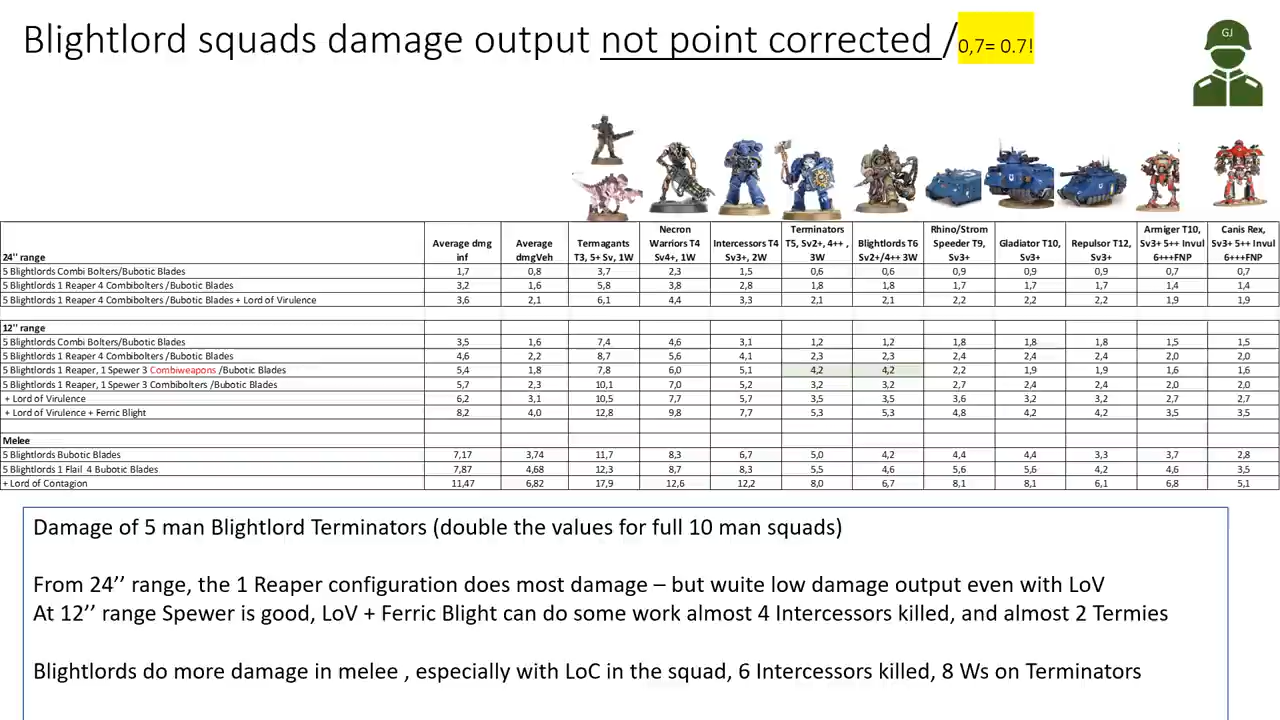 Blightlord squads damage output not point corrected / 0,7= 0.7!
GJ
24'' range | Average dmg inf | Average dmgVeh | Termagants T3, 5+ Sv, 1W | Necron Warriors T4 Sv4+, 1W | Intercessors T4 Sv3+, 2W | Terminators T5, Sv2+, 4++ , 3W | Blightlords T6 Sv2+/4++ 3W | Rhino/Strom Speeder T9, Sv3+ | Gladiator T10, Sv3+ | Repulsor T12, Sv3+ | Armiger T10, Sv3+ 5++ Invul 6+++FNP | Canis Rex, Sv3+ 5++ Invul 6+++FNP
5 Blightlords Combi Bolters/Bubotic Blades | 1,7 | 0,8 | 3,7 | 2,3 | 1,5 | 0,6 | 0,6 | 0,9 | 0,9 | 0,9 | 0,7 | 0,7
5 Blightlords 1 Reaper 4 Combibolters /Bubotic Blades | 3,2 | 1,6 | 5,8 | 3,8 | 2,8 | 1,8 | 1,8 | 1,7 | 1,7 | 1,7 | 1,4 | 1,4
5 Blightlords 1 Reaper 4 Combibolters /Bubotic Blades + Lord of Virulence | 3,6 | 2,1 | 6,1 | 4,4 | 3,3 | 2,1 | 2,1 | 2,2 | 2,2 | 2,2 | 1,9 | 1,9
12'' range
5 Blightlords Combi Bolters/Bubotic Blades | 3,5 | 1,6 | 7,4 | 4,6 | 3,1 | 1,2 | 1,2 | 1,8 | 1,8 | 1,8 | 1,5 | 1,5
5 Blightlords 1 Reaper 4 Combibolters /Bubotic Blades | 4,6 | 2,2 | 8,7 | 5,6 | 4,1 | 2,3 | 2,3 | 2,4 | 2,4 | 2,4 | 2,0 | 2,0
5 Blightlords 1 Reaper, 1 Spewer 3 Combiweapons /Bubotic Blades | 5,4 | 1,8 | 7,8 | 6,0 | 5,1 | 4,2 | 4,2 | 2,2 | 1,9 | 1,9 | 1,6 | 1,6
5 Blightlords 1 Reaper, 1 Spewer 3 Combibolters /Bubotic Blades | 5,7 | 2,3 | 10,1 | 7,0 | 5,2 | 3,2 | 3,2 | 2,7 | 2,4 | 2,4 | 2,0 | 2,0
+ Lord of Virulence | 6,2 | 3,1 | 10,5 | 7,7 | 5,7 | 3,5 | 3,5 | 3,6 | 3,2 | 3,2 | 2,7 | 2,7
+ Lord of Virulence + Ferric Blight | 8,2 | 4,0 | 12,8 | 9,8 | 7,7 | 5,3 | 5,3 | 4,8 | 4,2 | 4,2 | 3,5 | 3,5
Melee
5 Blightlords Bubotic Blades | 7,17 | 3,74 | 11,7 | 8,3 | 6,7 | 5,0 | 4,2 | 4,4 | 4,4 | 3,3 | 3,7 | 2,8
5 Blightlords 1 Flail 4 Bubotic Blades | 7,87 | 4,68 | 12,3 | 8,7 | 8,3 | 5,5 | 4,6 | 5,6 | 5,6 | 4,2 | 4,6 | 3,5
+ Lord of Contagion | 11,47 | 6,82 | 17,9 | 12,6 | 12,2 | 8,0 | 6,7 | 8,1 | 8,1 | 6,1 | 6,8 | 5,1
Damage of 5 man Blightlord Terminators (double the values for full 10 man squads)
From 24'' range, the 1 Reaper configuration does most damage – but wuite low damage output even with LoV
At 12'' range Spewer is good, LoV + Ferric Blight can do some work almost 4 Intercessors killed, and almost 2 Termies
Blightlords do more damage in melee , especially with LoC in the squad, 6 Intercessors killed, 8 Ws on Terminators